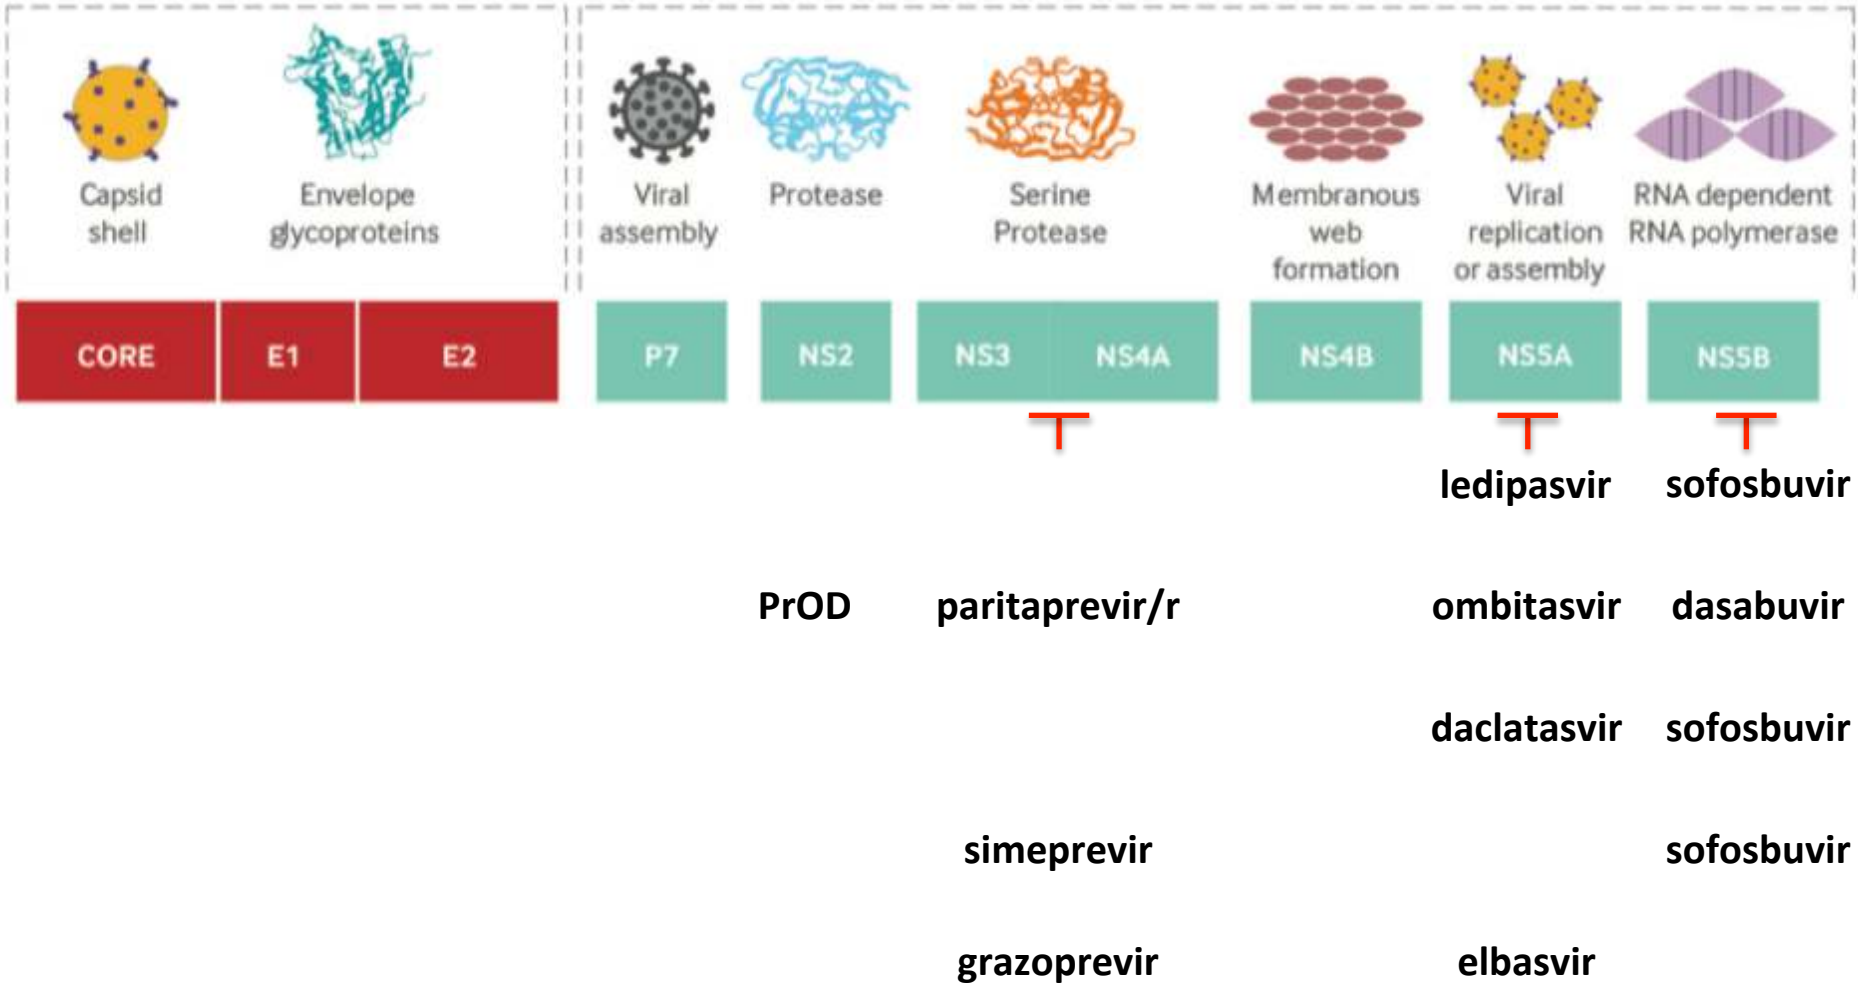 Capsid
shell
Envelope
glycoproteins
Viral
assembly
Protease
Serine
Protease
Membranous
web
formation
Viral
replication
or assembly
RNA dependent
RNA polymerase
CORE
E1
E2
P7
NS2
NS3
NS4A
NS4B
NS5A
NS5B
ledipasvir sofosbuvir
PrOD paritaprevir/r ombitasvir dasabuvir
daclatasvir sofosbuvir
simeprevir sofosbuvir
grazoprevir elbasvir